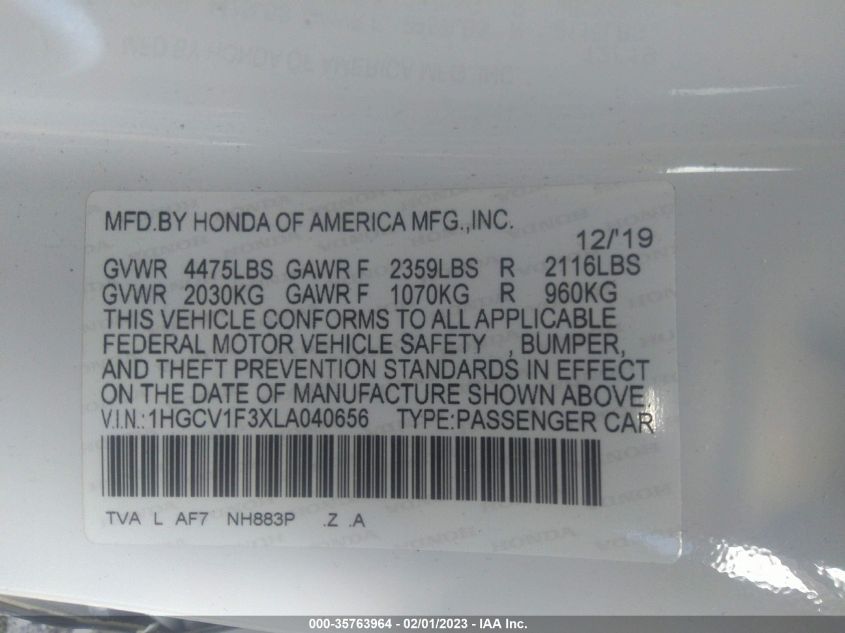 MFD.BY HONDA OF AMERICA MFG.,INC.
12/'19
GVWR 4475LBS GAWR F 2359LBS R 2116LBS
GVWR 2030KG GAWR F 1070KG R 960KG
THIS VEHICLE CONFORMS TO ALL APPLICABLE
FEDERAL MOTOR VEHICLE SAFETY , BUMPER,
AND THEFT PREVENTION STANDARDS IN EFFECT
ON THE DATE OF MANUFACTURE SHOWN ABOVE.
V.I.N.:1HGCV1F3XLA040656 TYPE:PASSENGER CAR
TVA L AF7 NH883P .Z .A
000-35763964 - 02/01/2023 - IAA Inc.